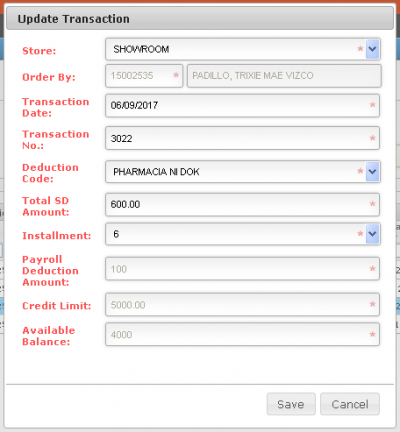 Update Transaction
Store: SHOWROOM *
Order By: 15002535 * PADILLO, TRIXIE MAE VIZCO
Transaction
Date: 06/09/2017 *
Transaction
No.: 3022 *
Deduction
Code: PHARMACIA NI DOK *
Total SD
Amount: 600.00 *
Installment: 6 *
Payroll
Deduction
Amount: 100 *
Credit Limit: 5000.00 *
Available
Balance: 4000 *
Save Cancel